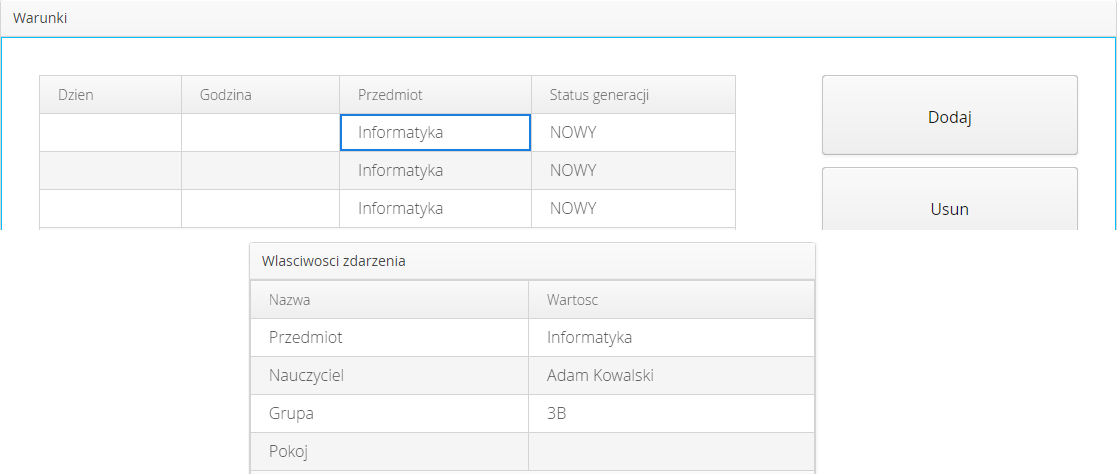 Warunki
Dzien Godzina Przedmiot Status generacji
Informatyka NOWY
Informatyka NOWY
Informatyka NOWY
Dodaj
Usun
Wlasciwosci zdarzenia
Nazwa Wartosc
Przedmiot Informatyka
Nauczyciel Adam Kowalski
Grupa 3B
Pokoj